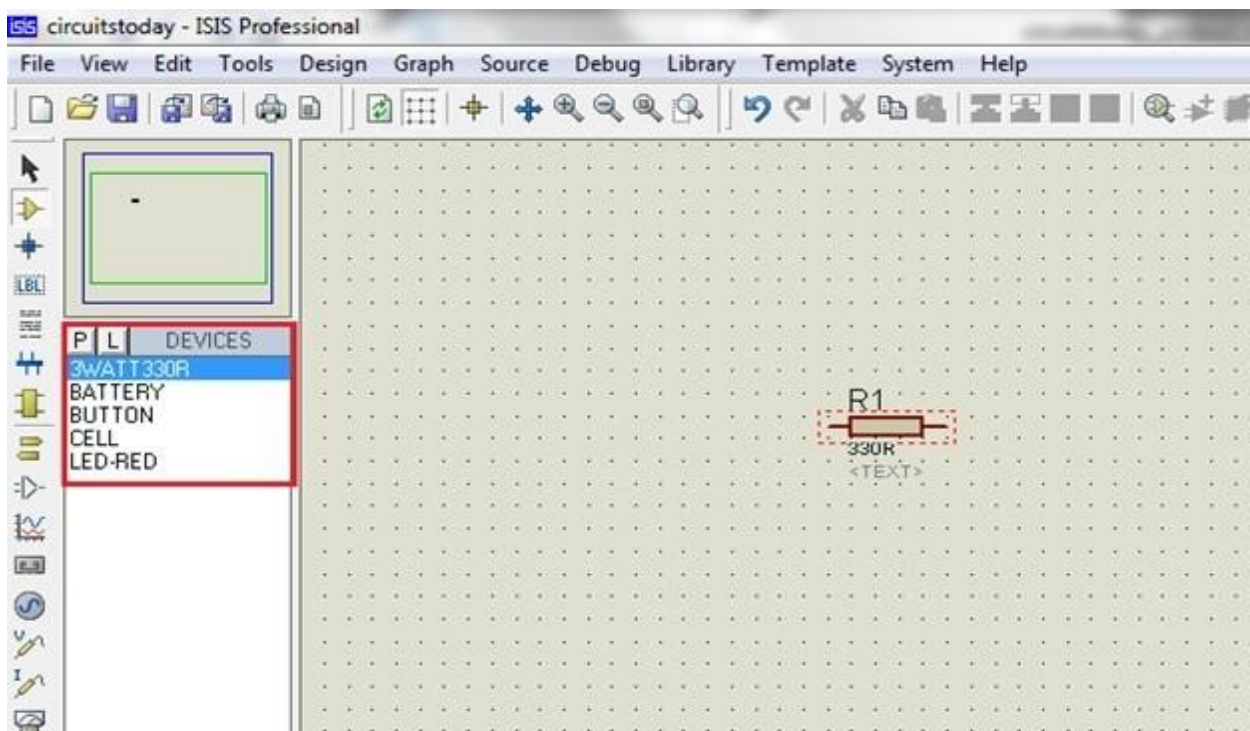 ISIS circuitstoday - ISIS Professional
File View Edit Tools Design Graph Source Debug Library Template System Help
LBL
P L DEVICES
3WATT330R
BATTERY
BUTTON
CELL
LED-RED
R1
330R
<TEXT>
V
I